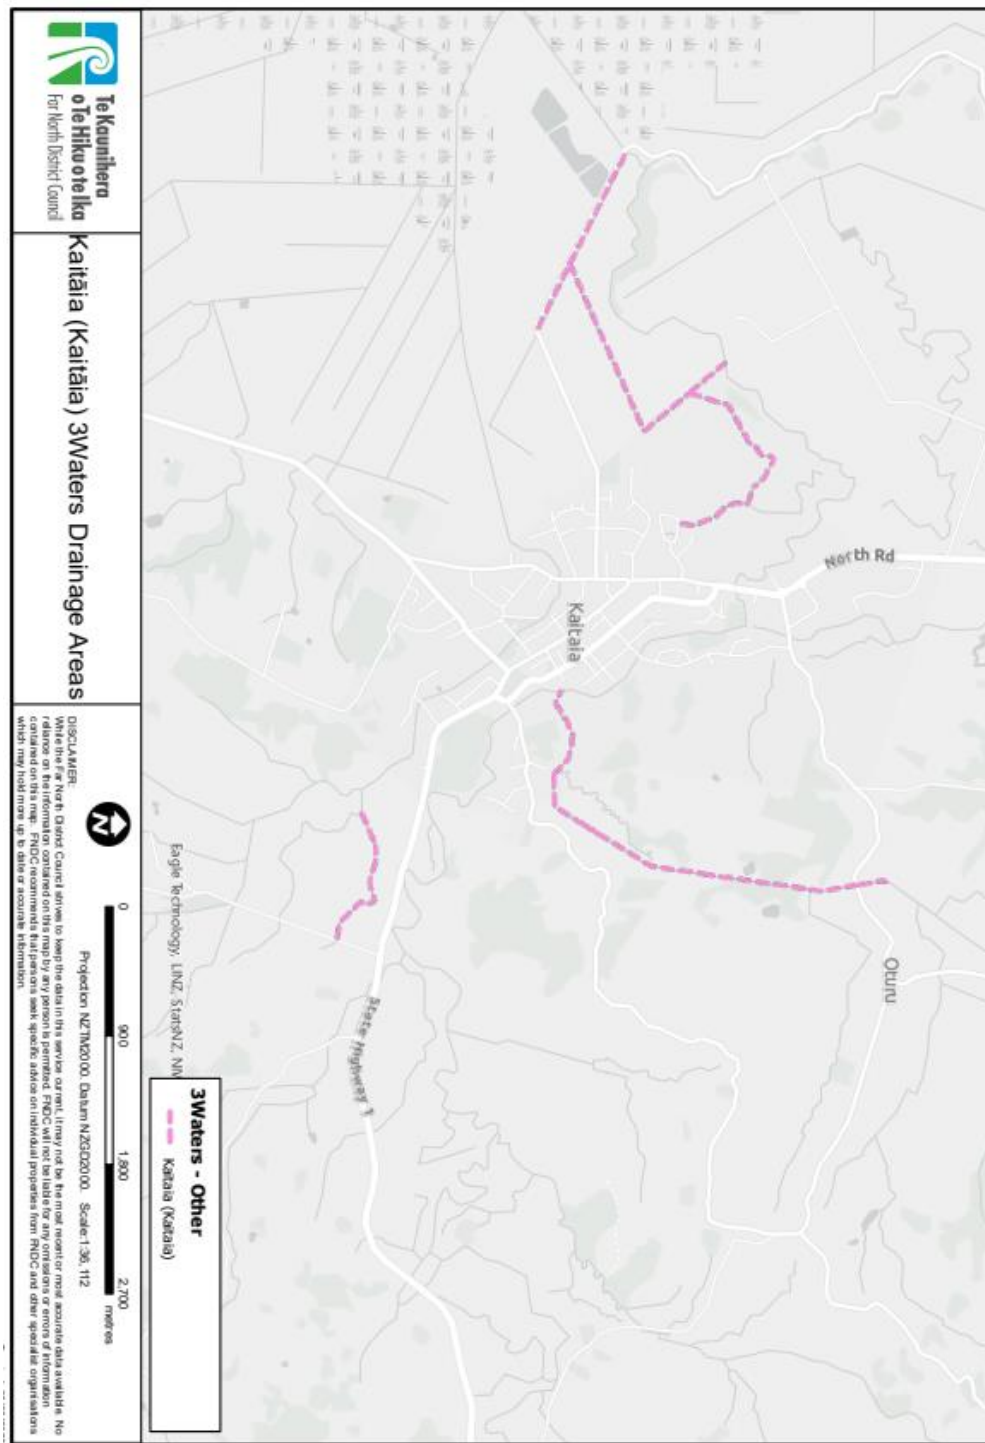 Te Kaunihera
o Te Hiku o te Ika
Far North District Council
Kaitāia (Kaitāia) 3Waters Drainage Areas
DISCLAIMER:
While the Far North District Council strives to keep the data in this service current, it may not be the most recent or most accurate data available. No
reliance on the information contained on this map by any person is permitted. FNDC will not be liable for any omissions or errors of information
contained on this map. FNDC recommends that persons seek specific advice on individual properties from FNDC and other specialist organisations
which may hold more up to date or accurate information.
N
0 900 1,800 2,700 metres
Projection NZTM2000. Datum NZGD2000. Scale:1:36,112
North Rd
Kaitaia
Oturu
State Highway 1
Eagle Technology, LINZ, StatsNZ, NIW
3Waters - Other
Kaitaia (Kaitaia)